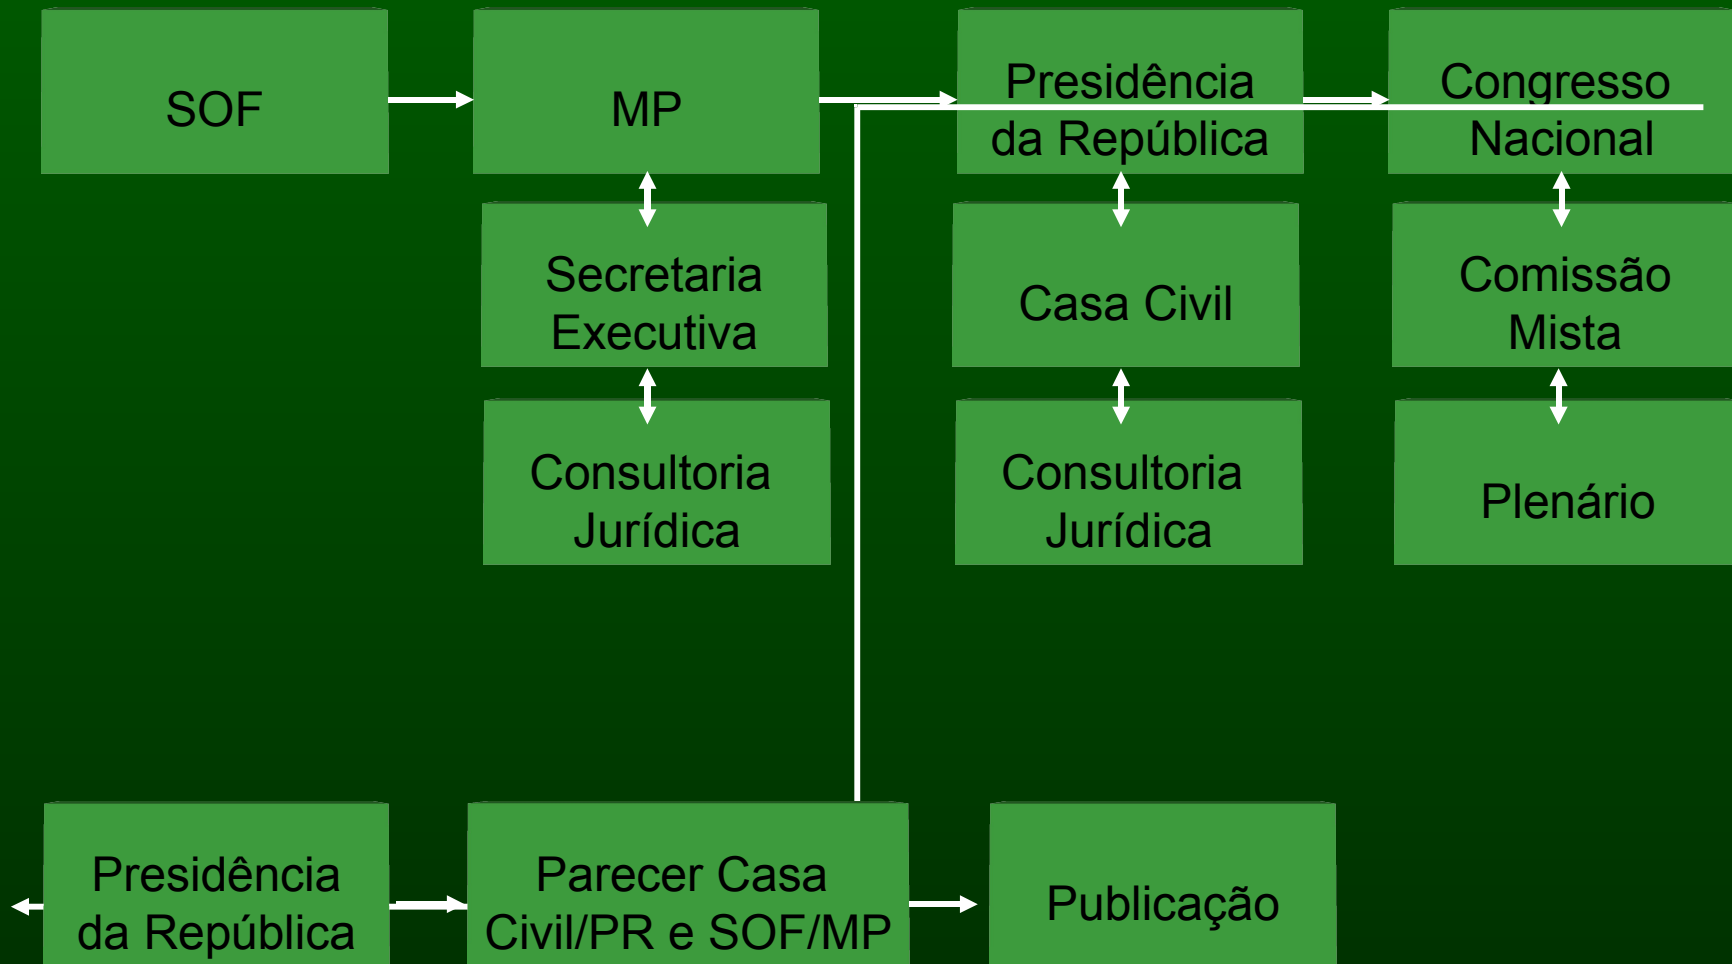 SOF
MP
Presidência
da República
Congresso
Nacional
Secretaria
Executiva
Casa Civil
Comissão
Mista
Consultoria
Jurídica
Consultoria
Jurídica
Plenário
Presidência
da República
Parecer Casa
Civil/PR e SOF/MP
Publicação